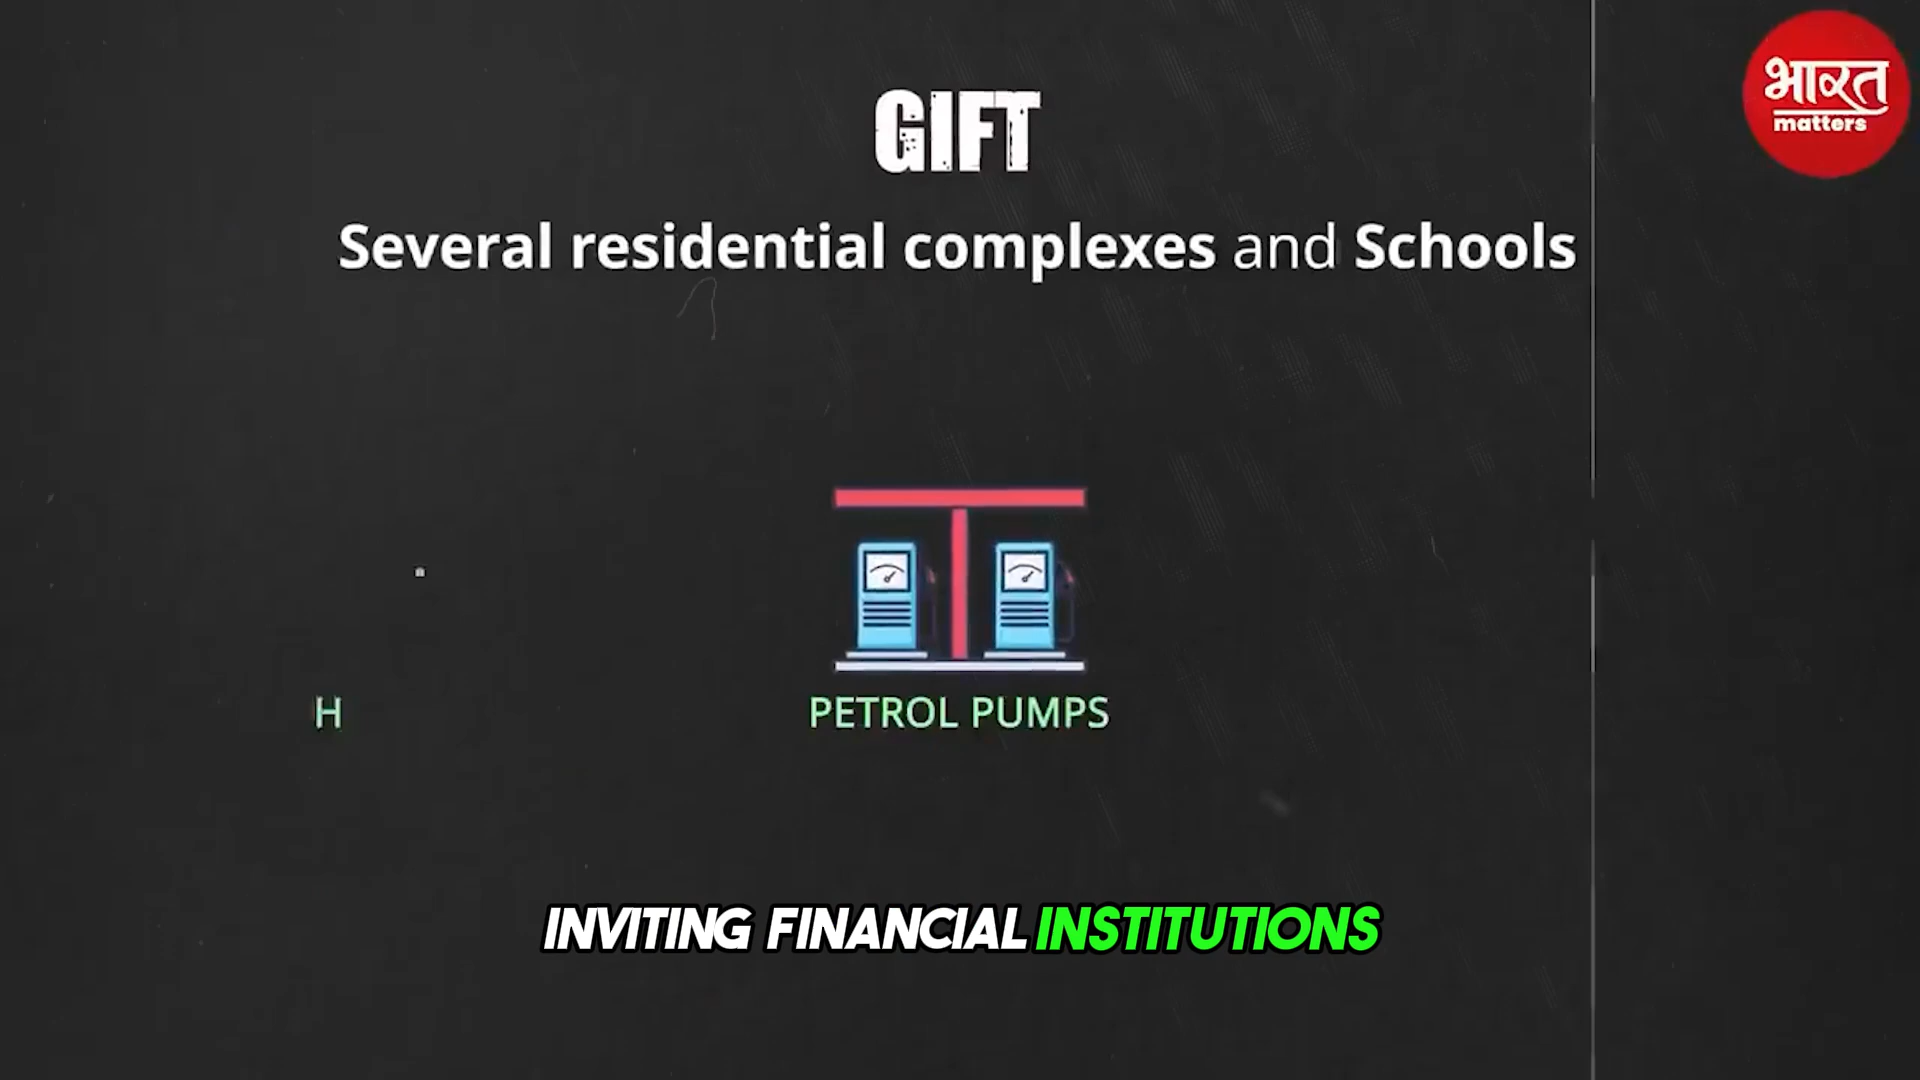 भारत
matters
GIFT
Several residential complexes and Schools
H
PETROL PUMPS
INVITING FINANCIAL INSTITUTIONS